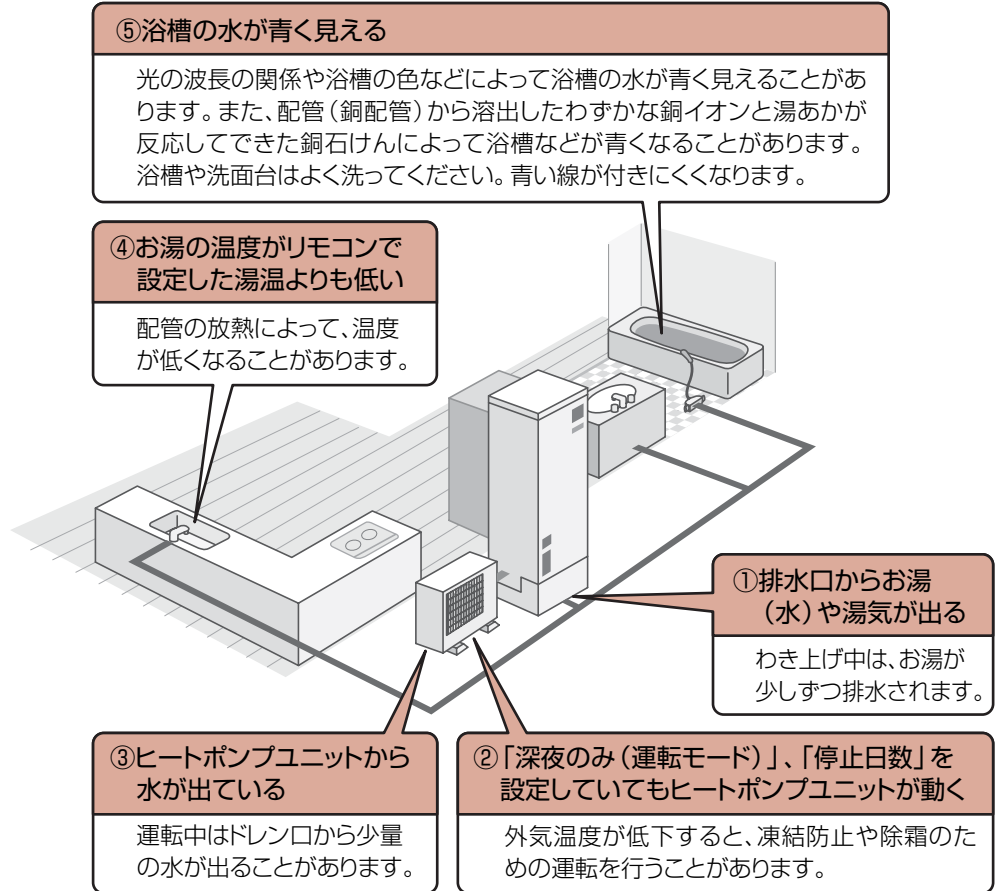 ⑤浴槽の水が青く見える
光の波長の関係や浴槽の色などによって浴槽の水が青く見えることがあ
ります。また、配管（銅配管）から溶出したわずかな銅イオンと湯あかが
反応してできた銅石けんによって浴槽などが青くなることがあります。
浴槽や洗面台はよく洗ってください。青い線が付きにくくなります。
④お湯の温度がリモコンで
設定した湯温よりも低い
配管の放熱によって、温度
が低くなることがあります。
①排水口からお湯
（水）や湯気が出る
わき上げ中は、お湯が
少しずつ排水されます。
③ヒートポンプユニットから
水が出ている
運転中はドレン口から少量
の水が出ることがあります。
②「深夜のみ（運転モード）」、「停止日数」を
設定していてもヒートポンプユニットが動く
外気温度が低下すると、凍結防止や除霜のた
めの運転を行うことがあります。